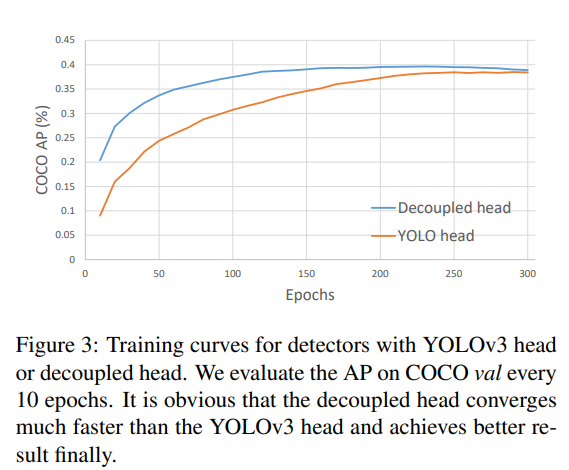 0.45
0.4
0.35
0.3
0.25
0.2
0.15
0.1
0.05
0
COCO AP (%)
Decoupled head
YOLO head
0 50 100 150 200 250 300
Epochs
Figure 3: Training curves for detectors with YOLOv3 head
or decoupled head. We evaluate the AP on COCO val every
10 epochs. It is obvious that the decoupled head converges
much faster than the YOLOv3 head and achieves better re-
sult finally.